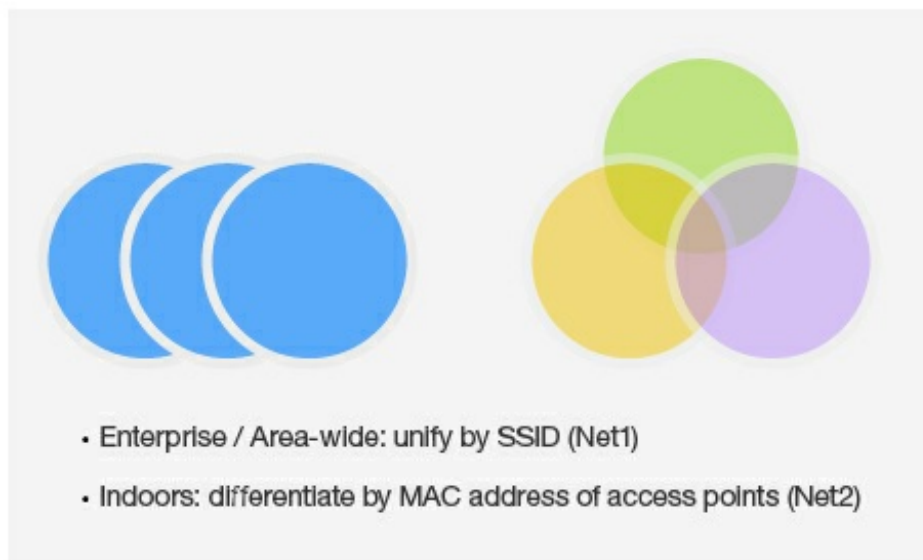 • Enterprise / Area-wide: unify by SSID (Net1)
• Indoors: differentiate by MAC address of access points (Net2)